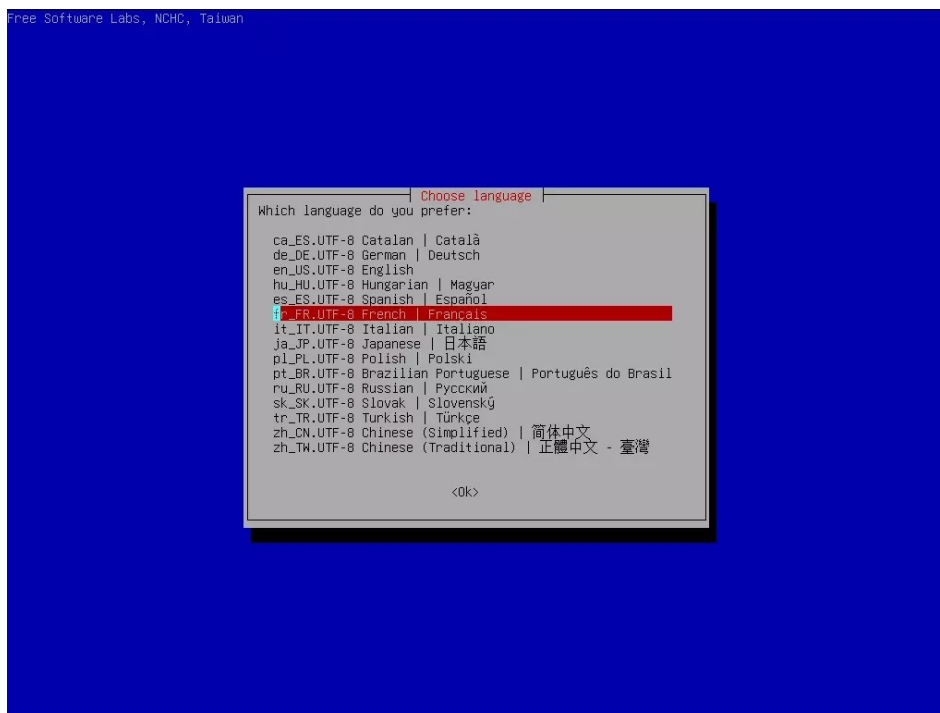 Free Software Labs, NCHC, Taiwan
Choose language
Which language do you prefer:
ca_ES.UTF-8 Catalan | Català
de_DE.UTF-8 German | Deutsch
en_US.UTF-8 English
hu_HU.UTF-8 Hungarian | Magyar
es_ES.UTF-8 Spanish | Español
fr_FR.UTF-8 French | Français
it_IT.UTF-8 Italian | Italiano
ja_JP.UTF-8 Japanese | 日本語
pl_PL.UTF-8 Polish | Polski
pt_BR.UTF-8 Brazilian Portuguese | Português do Brasil
ru_RU.UTF-8 Russian | Русский
sk_SK.UTF-8 Slovak | Slovenský
tr_TR.UTF-8 Turkish | Türkçe
zh_CN.UTF-8 Chinese (Simplified) | 简体中文
zh_TW.UTF-8 Chinese (Traditional) | 正體中文 - 臺灣
<Ok>